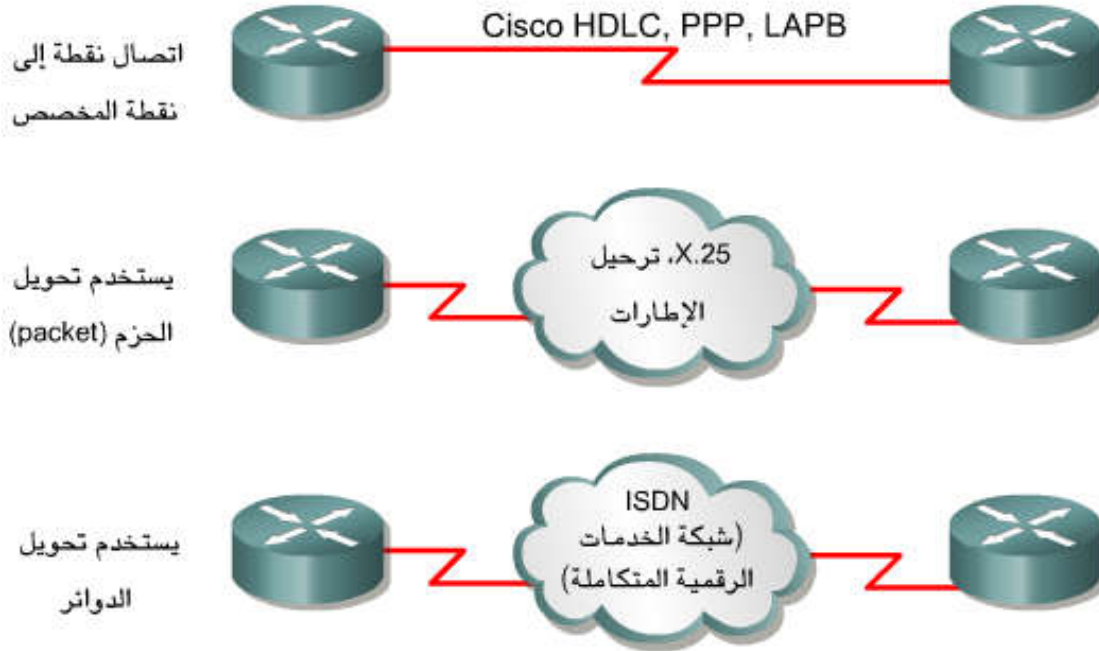 Cisco HDLC, PPP, LAPB
اتصال نقطة إلى
نقطة المخصص
X.25، ترحيل
الإطارات
يستخدم تحويل
الحزم (packet)
ISDN
(شبكة الخدمات
الرقمية المتكاملة)
يستخدم تحويل
الدوائر